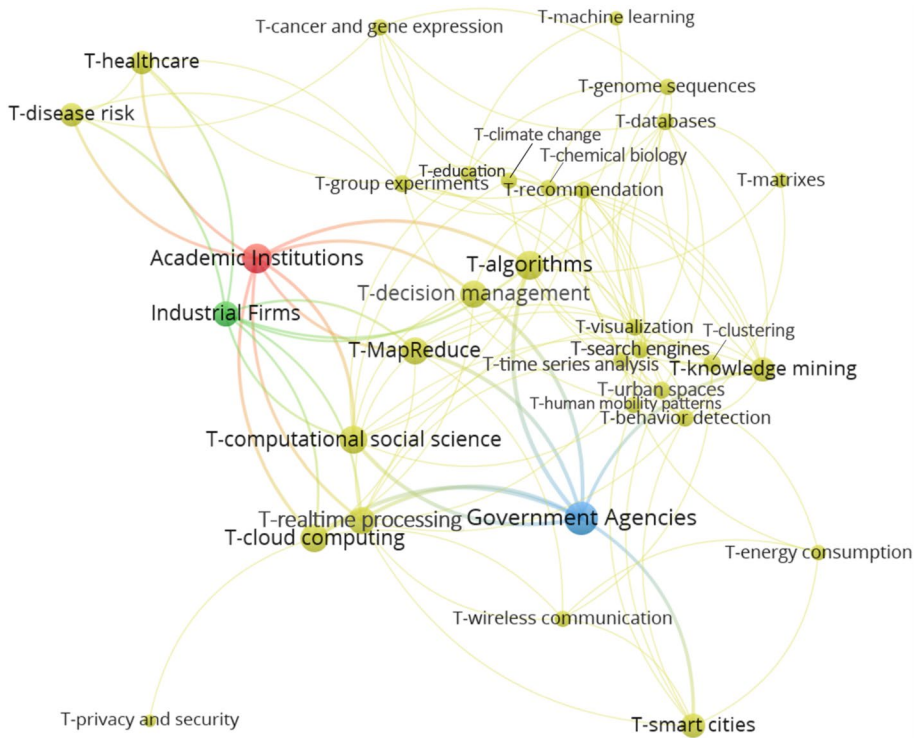 T-machine learning
T-cancer and gene expression
T-healthcare
T-genome sequences
T-disease risk
T-databases
T-climate change
T-chemical biology
T-education
T-group experiments
T-recommendation
T-matrixes
Academic Institutions
T-algorithms
T-decision management
Industrial Firms
T-visualization
T-clustering
T-MapReduce
T-search engines
T-time series analysis
T-knowledge mining
T-urban spaces
T-human mobility patterns
T-behavior detection
T-computational social science
T-realtime processing
Government Agencies
T-cloud computing
T-energy consumption
T-wireless communication
T-privacy and security
T-smart cities